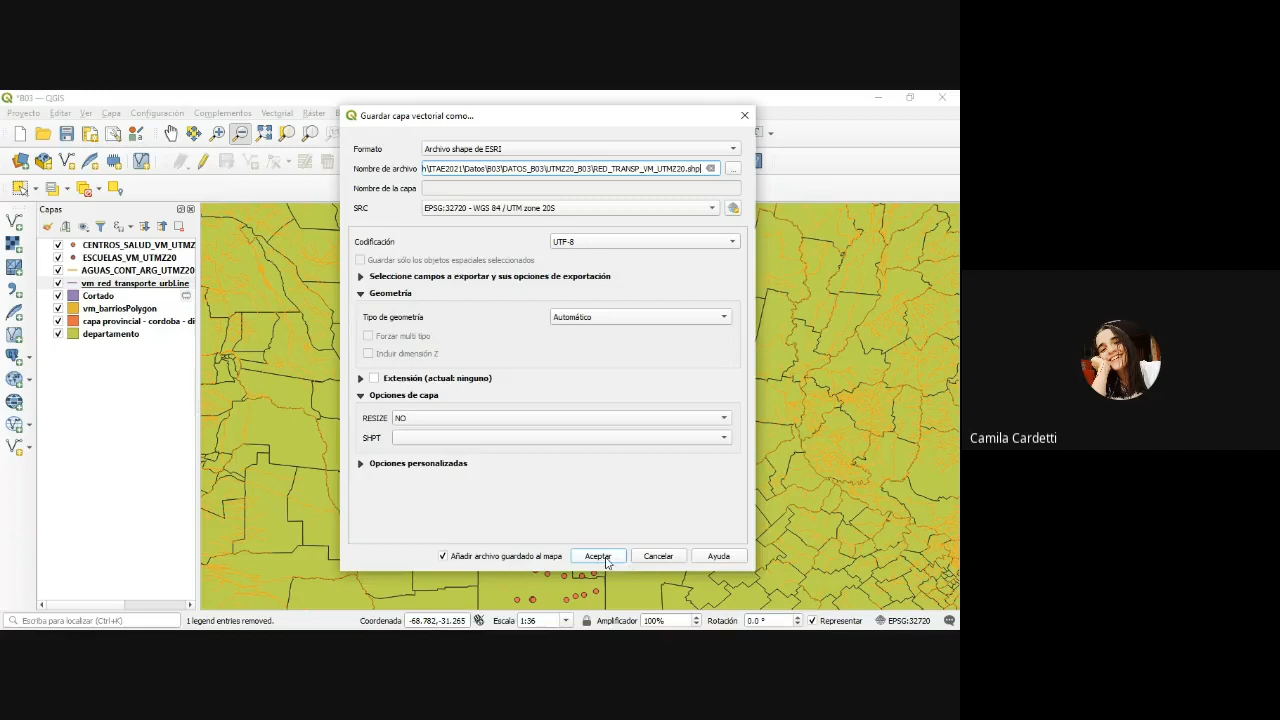 *B03 — QGIS
Proyecto Editar Ver Capa Configuración Complementos Vectorial Ráster
Guardar capa vectorial como...
Formato Archivo shape de ESRI
Nombre de archivo h\ITAE2021\Datos\B03\DATOS_B03\UTMZ20_B03\RED_TRANSP_VM_UTMZ20.shp ...
Nombre de la capa
SRC EPSG:32720 - WGS 84 / UTM zone 20S
Codificación UTF-8
Guardar sólo los objetos espaciales seleccionados
Seleccione campos a exportar y sus opciones de exportación
Geometría
Tipo de geometría Automático
Forzar multi tipo
Incluir dimensión Z
Extensión (actual: ninguno)
Opciones de capa
RESIZE NO
SHPT
Opciones personalizadas
Añadir archivo guardado al mapa Aceptar Cancelar Ayuda
Capas
CENTROS_SALUD_VM_UTMZ
ESCUELAS_VM_UTMZ20
AGUAS_CONT_ARG_UTMZ20
vm_red_transporte_urbLine
Cortado
vm_barriosPolygon
capa provincial - cordoba - di
departamento
Escriba para localizar (Ctrl+K) 1 legend entries removed. Coordenada -68.782,-31.265 Escala 1:36 Amplificador 100% Rotación 0.0 ° Representar EPSG:32720
Camila Cardetti